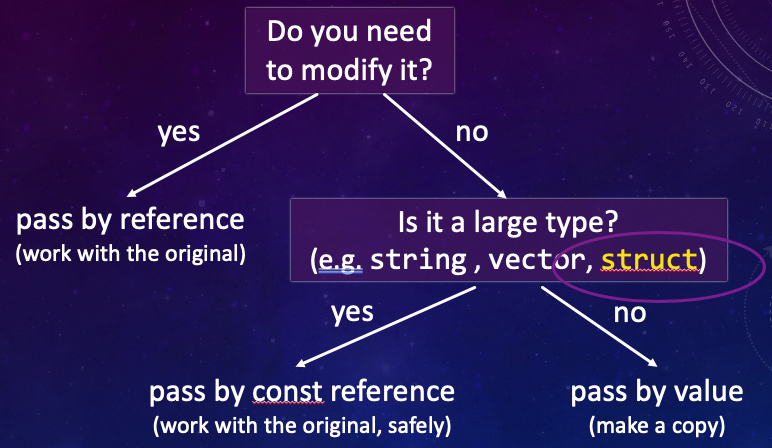 Do you need
to modify it?
yes
no
pass by reference
(work with the original)
Is it a large type?
(e.g. string, vector, struct)
yes
no
pass by const reference
(work with the original, safely)
pass by value
(make a copy)